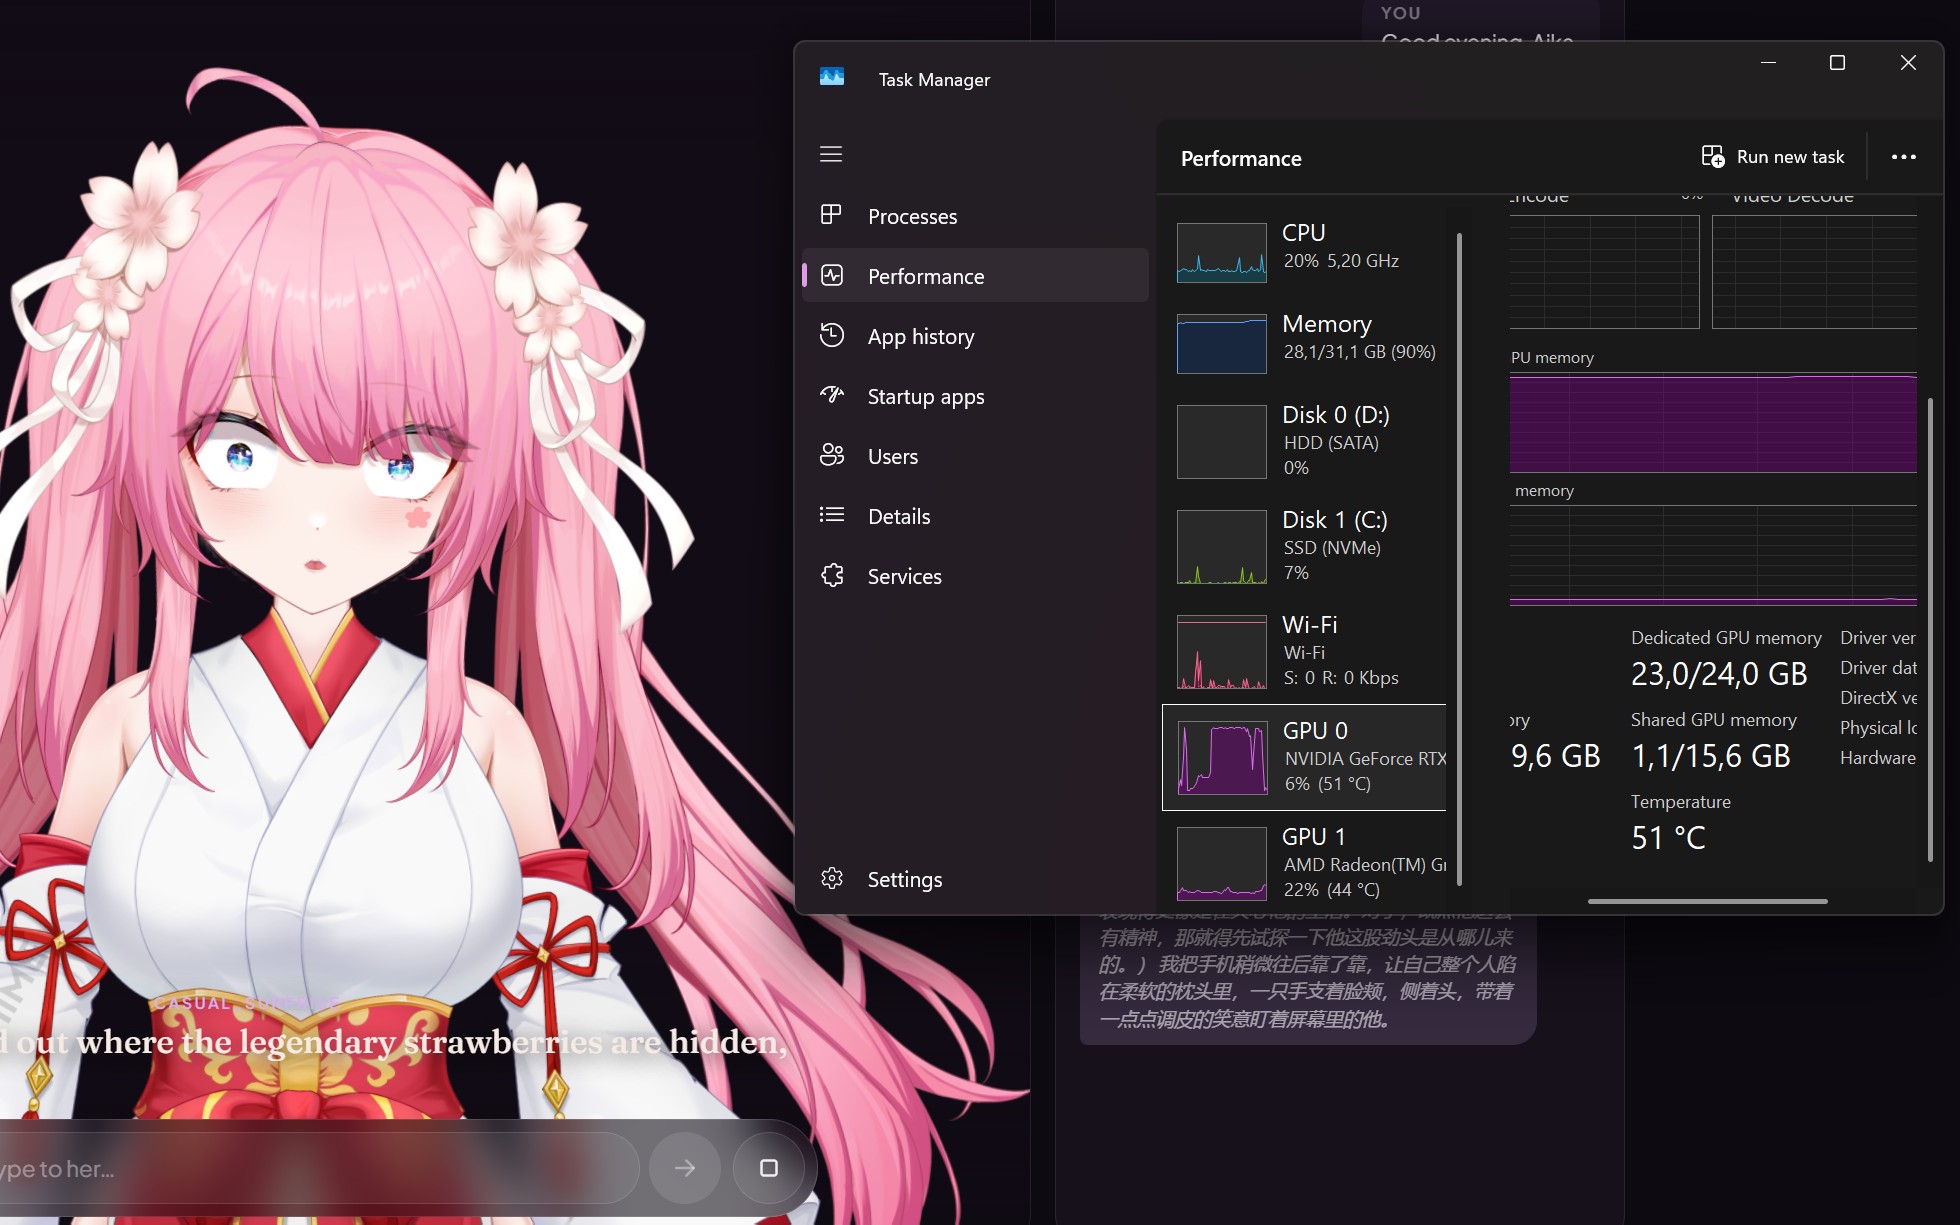 YOU
Good evening, Aiko
Task Manager
Performance
Run new task
Processes
Performance
App history
Startup apps
Users
Details
Services
Settings
CPU
20% 5,20 GHz
Memory
28,1/31,1 GB (90%)
Disk 0 (D:)
HDD (SATA)
0%
Disk 1 (C:)
SSD (NVMe)
7%
Wi-Fi
Wi-Fi
S: 0 R: 0 Kbps
GPU 0
NVIDIA GeForce RTX
6% (51 °C)
GPU 1
AMD Radeon(TM) Gr
22% (44 °C)
Encode 0% Video Decode
PU memory
memory
Dedicated GPU memory
23,0/24,0 GB
ory
9,6 GB
Shared GPU memory
1,1/15,6 GB
Temperature
51 °C
Driver ver
Driver dat
DirectX ve
Physical lo
Hardware
有精神，那就得先试探一下他这股劲头是从哪儿来
的。） 我把手机稍微往后靠了靠，让自己整个人陷
在柔软的枕头里，一只手支着脸颊，侧着头，带着
一点点调皮的笑意盯着屏幕里的他。
CASUAL
d out where the legendary strawberries are hidden,
ype to her...